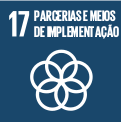 17 PARCERIAS E MEIOS
DE IMPLEMENTAÇÃO